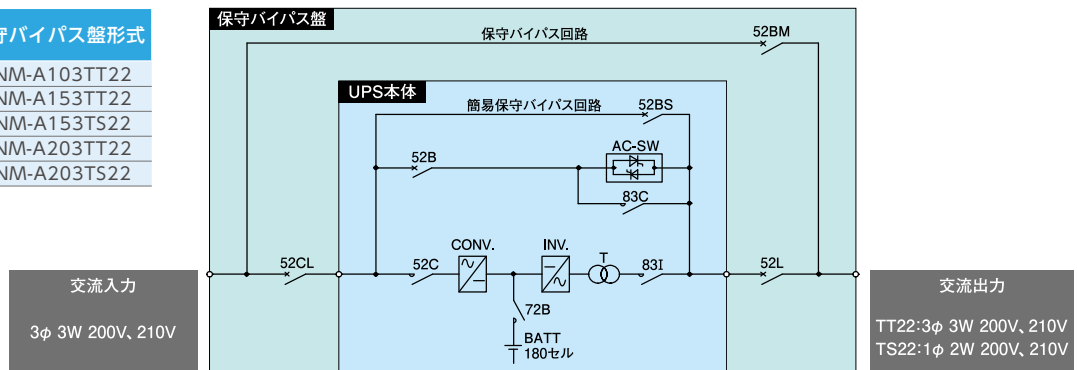 守バイパス盤形式
NM-A103TT22
NM-A153TT22
NM-A153TS22
NM-A203TT22
NM-A203TS22
保守バイパス盤
保守バイパス回路
52BM
UPS本体
簡易保守バイパス回路
52BS
52B
AC-SW
83C
52CL
52C
CONV.
INV.
T
83I
52L
72B
BATT
180セル
交流入力
3φ 3W 200V、210V
交流出力
TT22:3φ 3W 200V、210V
TS22:1φ 2W 200V、210V